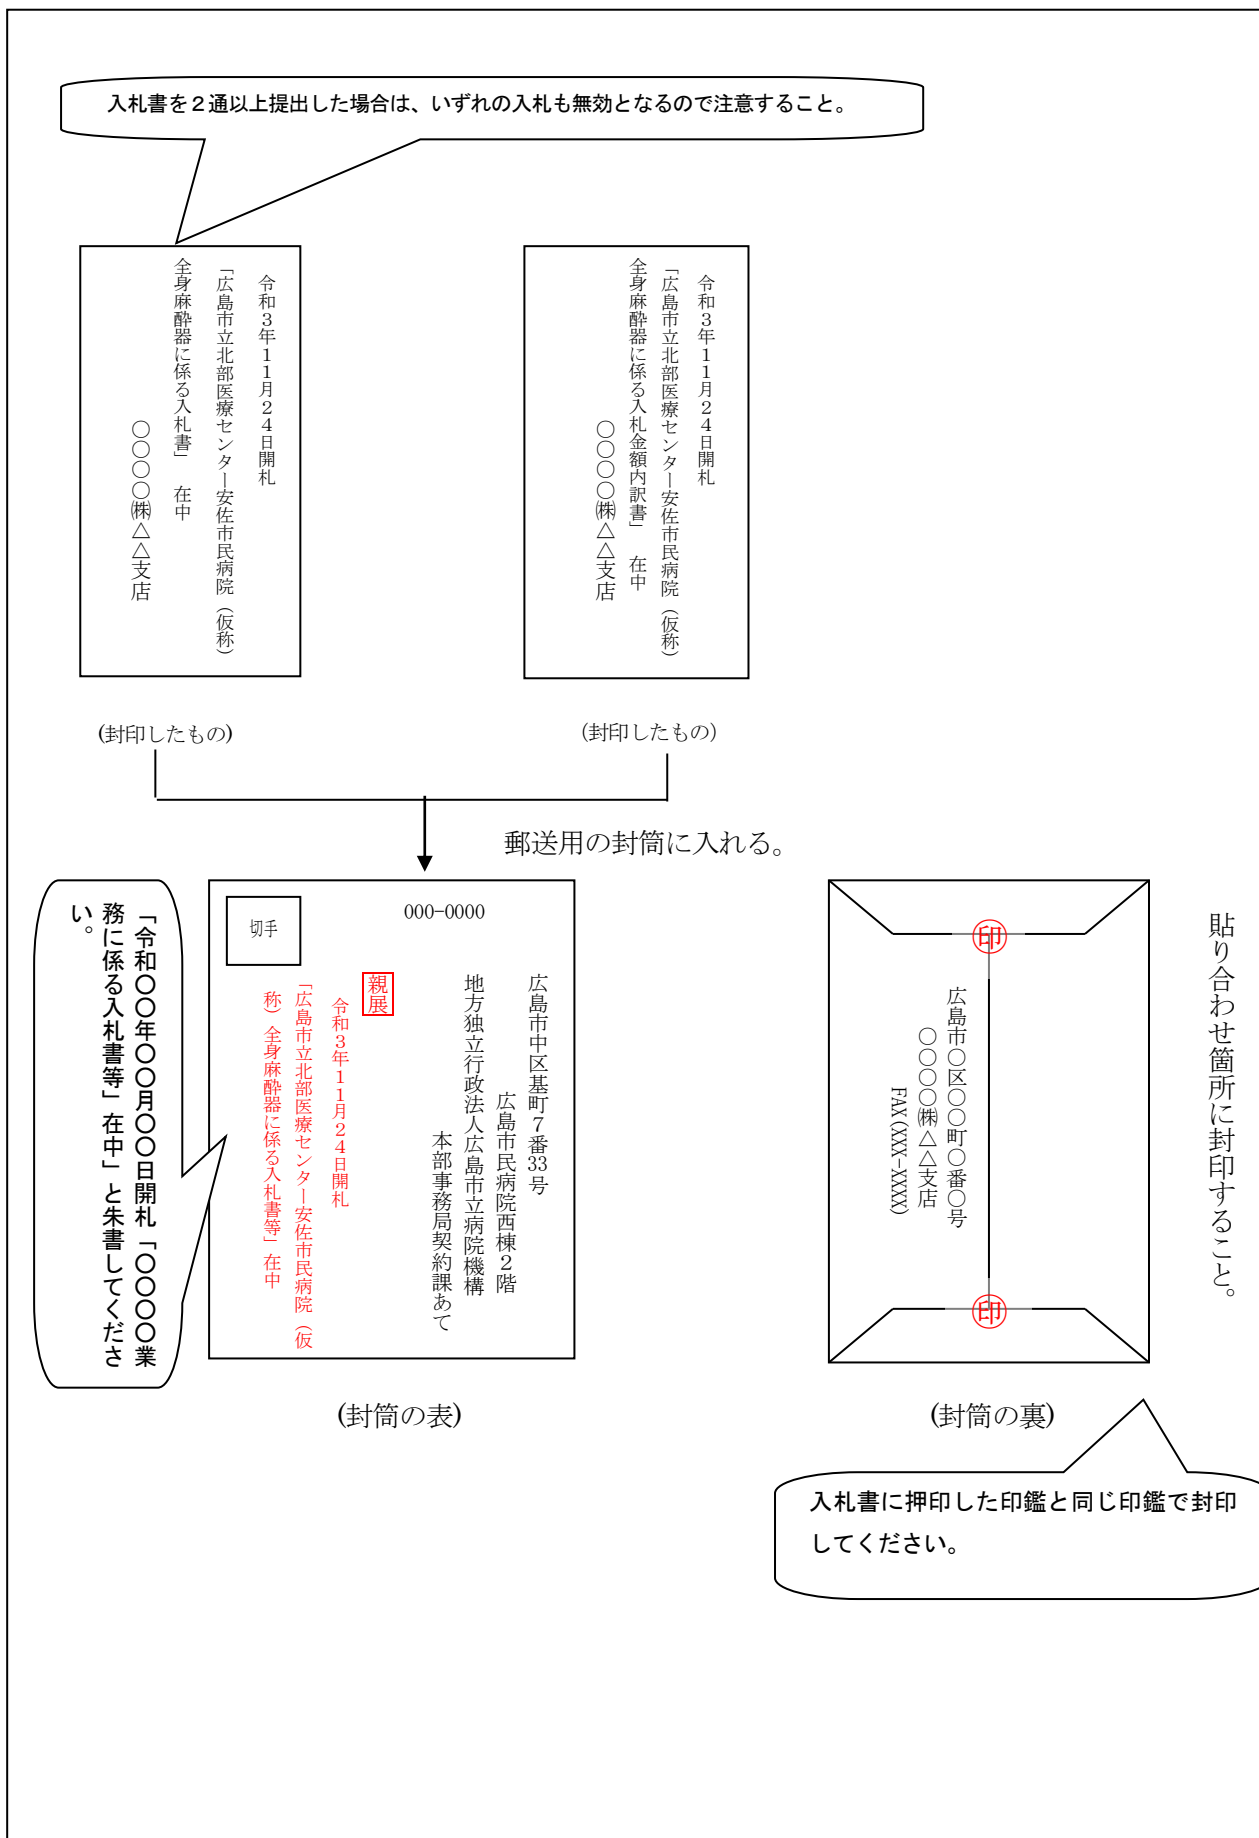 入札書を２通以上提出した場合は、いずれの入札も無効となるので注意すること。
令和３年１１月２４日開札
「広島市立北部医療センター安佐市民病院（仮称）
全身麻酔器に係る入札書」　在中
〇〇〇〇㈱△△支店
(封印したもの)
令和３年１１月２４日開札
「広島市立北部医療センター安佐市民病院（仮称）
全身麻酔器に係る入札金額内訳書」　在中
〇〇〇〇㈱△△支店
(封印したもの）
郵送用の封筒に入れる。
「令和〇〇年〇〇月〇〇日開札「〇〇〇〇業
務に係る入札書等」在中」と朱書してくださ
い。
切手
000-0000
広島市中区基町７番33号
広島市民病院西棟２階
地方独立行政法人広島市立病院機構
本部事務局契約課あて
親展
令和３年１１月２４日開札
「広島市立北部医療センター安佐市民病院（仮
称）全身麻酔器に係る入札書等」在中
(封筒の表)
貼り合わせ箇所に封印すること。
印
広島市〇区〇〇町〇番〇号
〇〇〇〇㈱△△支店
FAX(XXX-XXXX)
印
(封筒の裏)
入札書に押印した印鑑と同じ印鑑で封印
してください。